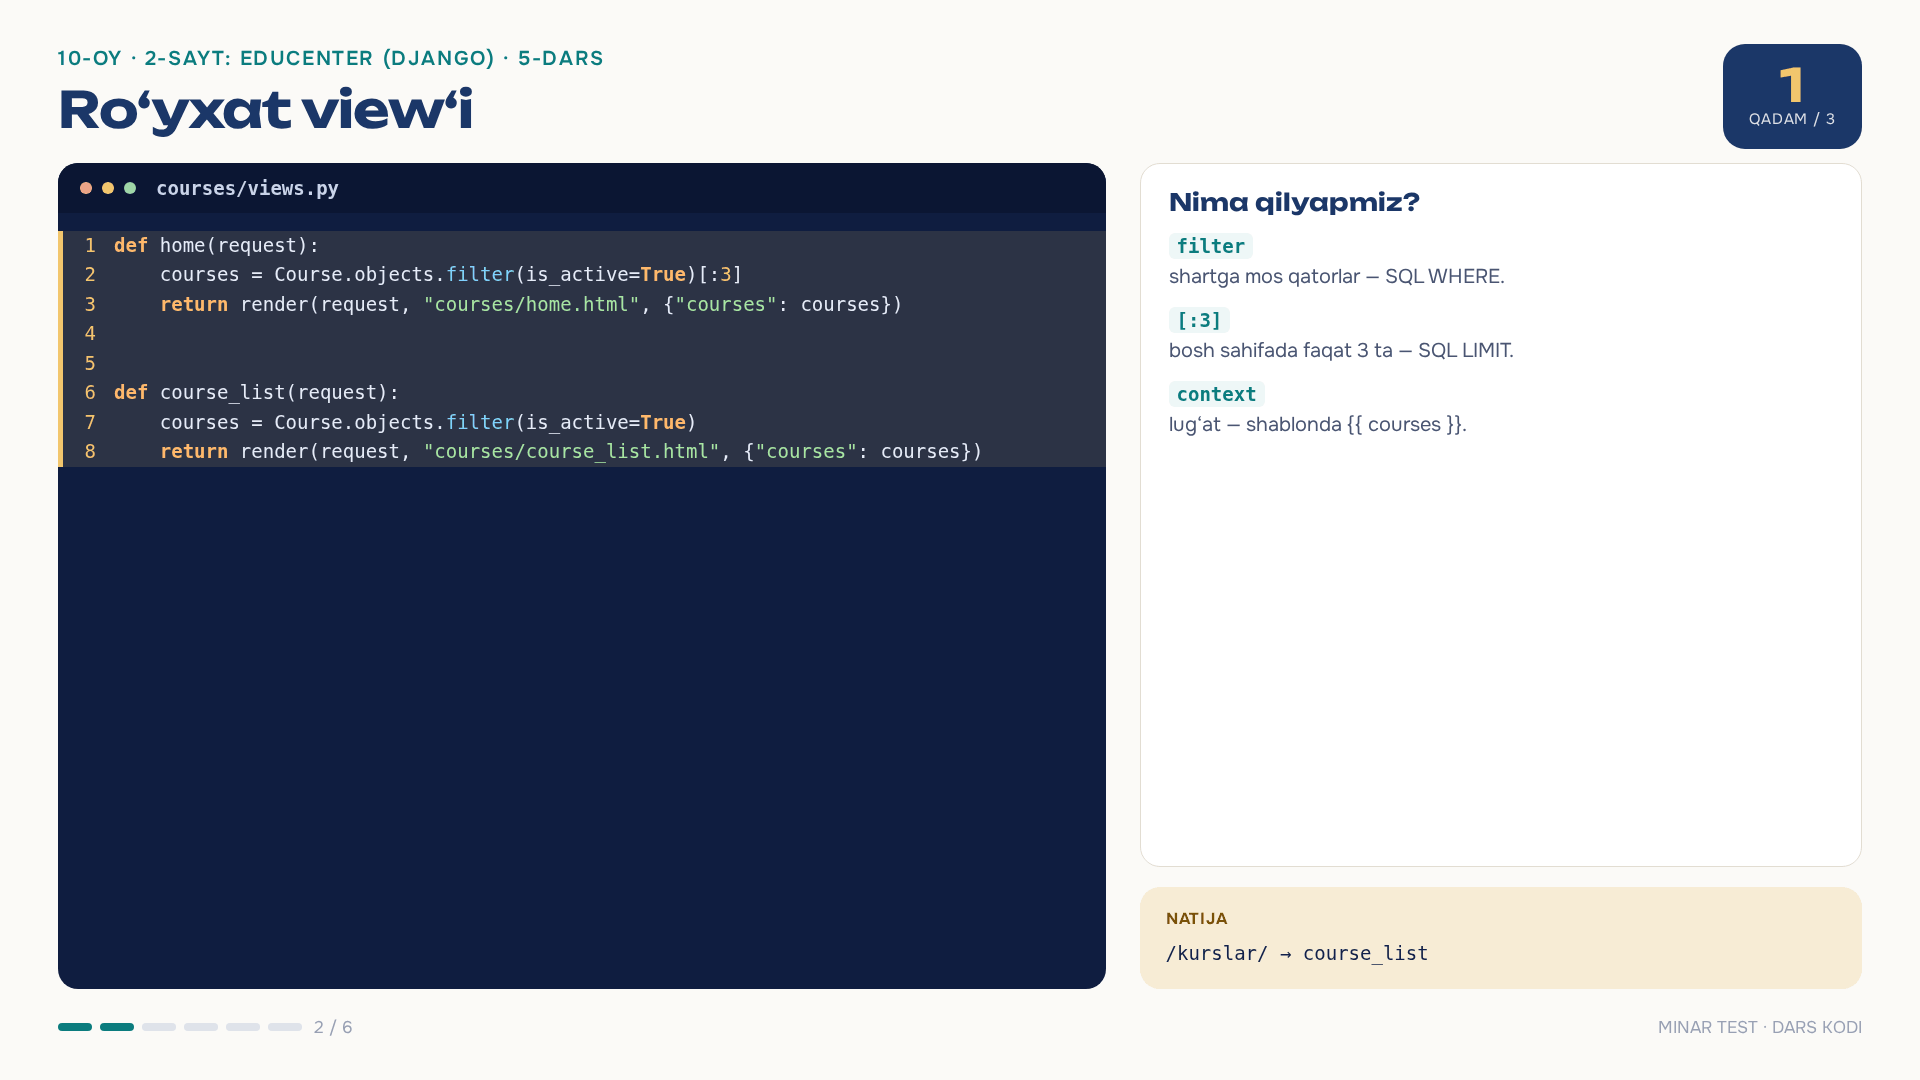 10-OY · 2-SAYT: EDUCENTER (DJANGO) · 5-DARS
Ro‘yxat view‘i
1
QADAM / 3
courses/views.py
1 def home(request):
2     courses = Course.objects.filter(is_active=True)[:3]
3     return render(request, "courses/home.html", {"courses": courses})
4
5
6 def course_list(request):
7     courses = Course.objects.filter(is_active=True)
8     return render(request, "courses/course_list.html", {"courses": courses})
Nima qilyapmiz?
filter
shartga mos qatorlar — SQL WHERE.
[:3]
bosh sahifada faqat 3 ta — SQL LIMIT.
context
lug‘at — shablonda {{ courses }}.
NATIJA
/kurslar/ → course_list
2 / 6
MINAR TEST · DARS KODI